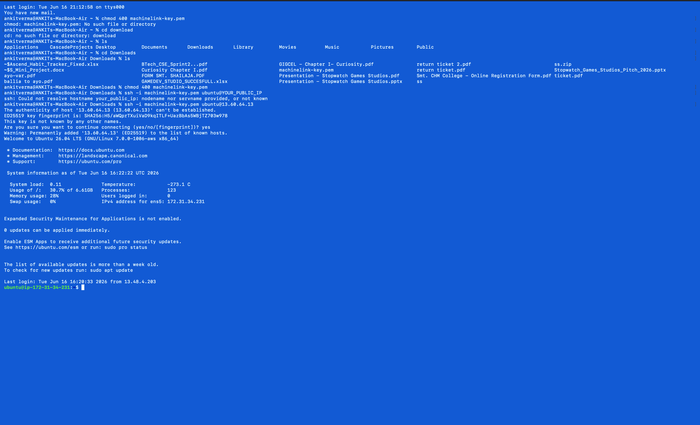 Last login: Tue Jun 16 21:12:58 on ttys000
You have new mail.
ankitverma@ANKITs-MacBook-Air ~ % chmod 400 machinelink-key.pem
chmod: machinelink-key.pem: No such file or directory
ankitverma@ANKITs-MacBook-Air ~ % cd download
cd: no such file or directory: download
ankitverma@ANKITs-MacBook-Air ~ % ls
Applications CascadeProjects Desktop Documents Downloads Library Movies Music Pictures Public
ankitverma@ANKITs-MacBook-Air ~ % cd Downloads
ankitverma@ANKITs-MacBook-Air Downloads % ls
~$Ascend_Habit_Tracker_Fixed.xlsx BTech_CSE_Sprint2...pdf DISCEL - Chapter 1- Curiosity.pdf return ticket 2.pdf ss.zip
~$G_Mini_Project.docx Curiosity Chapter I.pdf machinelink-key.pem return ticket.pdf Stopwatch_Games_Studios_Pitch_2026.pptx
ayo-var.pdf FORM SMT. SHAILAJA.PDF Presentation - Stopwatch Games Studios.pdf Smt. CHM College - Online Registration Form.pdf ticket.pdf
ballia to ayo.pdf GAMEDEV_STUDIO_SUCCESFULL.xlsx Presentation - Stopwatch Games Studios.pptx ss
ankitverma@ANKITs-MacBook-Air Downloads % chmod 400 machinelink-key.pem
ankitverma@ANKITs-MacBook-Air Downloads % ssh -i machinelink-key.pem ubuntu@YOUR_PUBLIC_IP
ssh: Could not resolve hostname your_public_ip: nodename nor servname provided, or not known
ankitverma@ANKITs-MacBook-Air Downloads % ssh -i machinelink-key.pem ubuntu@13.60.64.13
The authenticity of host '13.60.64.13 (13.60.64.13)' can't be established.
ED25519 key fingerprint is:
This key is not known by any other names.
Are you sure you want to continue connecting (yes/no/[fingerprint])? yes
Warning: Permanently added '13.60.64.13' (ED25519) to the list of known hosts.
Welcome to Ubuntu 26.04 LTS (GNU/Linux 7.0.0-1006-aws x86_64)
* Documentation: https://docs.ubuntu.com
* Management: https://landscape.canonical.com
* Support: https://ubuntu.com/pro
System information as of Tue Jun 16 16:22:22 UTC 2026
System load: 0.11 Temperature: -273.1 C
Usage of /: 30.7% of 6.61GB Processes: 123
Memory usage: 28% Users logged in: 0
Swap usage: 0% IPv4 address for ens5: 172.31.34.231
Expanded Security Maintenance for Applications is not enabled.
0 updates can be applied immediately.
Enable ESM Apps to receive additional future security updates.
See https://ubuntu.com/esm or run: sudo pro status
The list of available updates is more than a week old.
To check for new updates run: sudo apt update
Last login: Tue Jun 16 16:20:33 2026 from 13.48.4.203
ubuntu@ip-172-31-34-231:~$